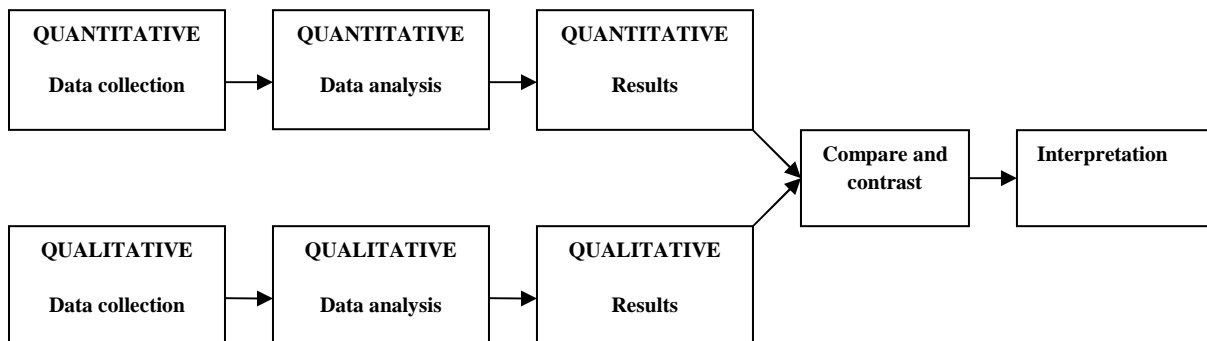 QUANTITATIVE
Data collection
QUANTITATIVE
Data analysis
QUANTITATIVE
Results
Compare and
contrast
Interpretation
QUALITATIVE
Data collection
QUALITATIVE
Data analysis
QUALITATIVE
Results